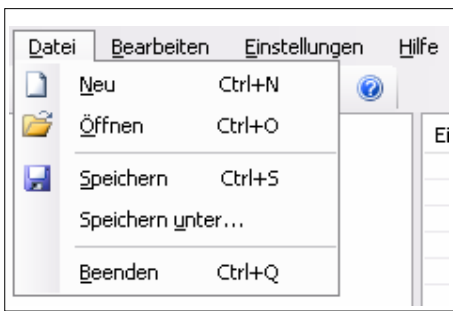 Datei Bearbeiten Einstellungen Hilfe
Neu Ctrl+N
Öffnen Ctrl+O
Speichern Ctrl+S
Speichern unter...
Beenden Ctrl+Q